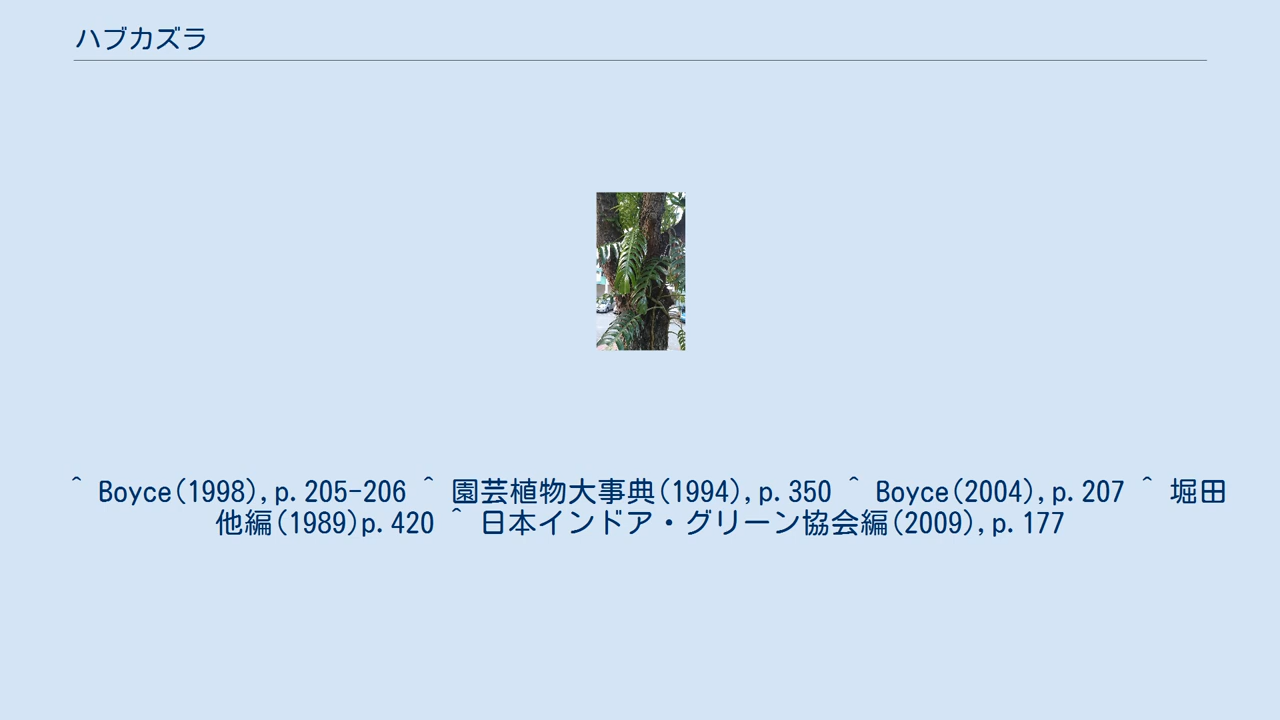 ハブカズラ
^ Boyce(1998),p.205-206 ^ 園芸植物大事典(1994),p.350 ^ Boyce(2004),p.207 ^ 堀田
他編(1989)p.420 ^ 日本インドア・グリーン協会編(2009),p.177